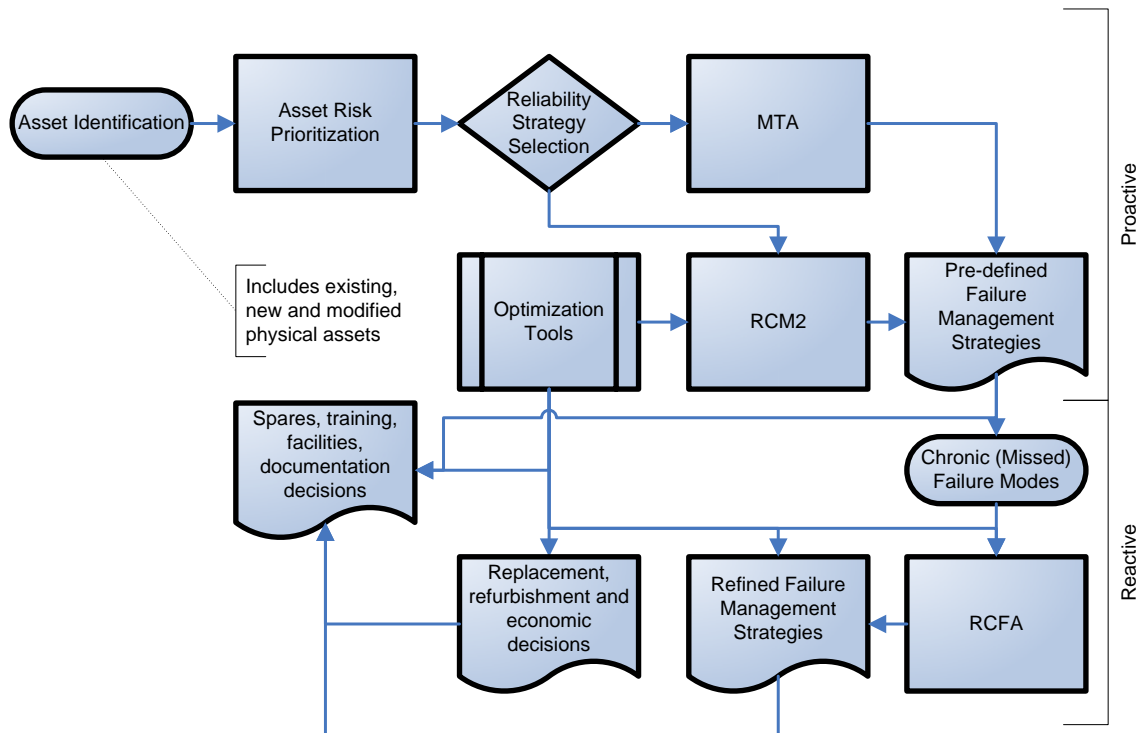 Asset Identification
Asset Risk
Prioritization
Reliability
Strategy
Selection
MTA
Proactive
Includes existing,
new and modified
physical assets
Optimization
Tools
RCM2
Pre-defined
Failure
Management
Strategies
Spares, training,
facilities,
documentation
decisions
Chronic (Missed)
Failure Modes
Reactive
Replacement,
refurbishment and
economic
decisions
Refined Failure
Management
Strategies
RCFA